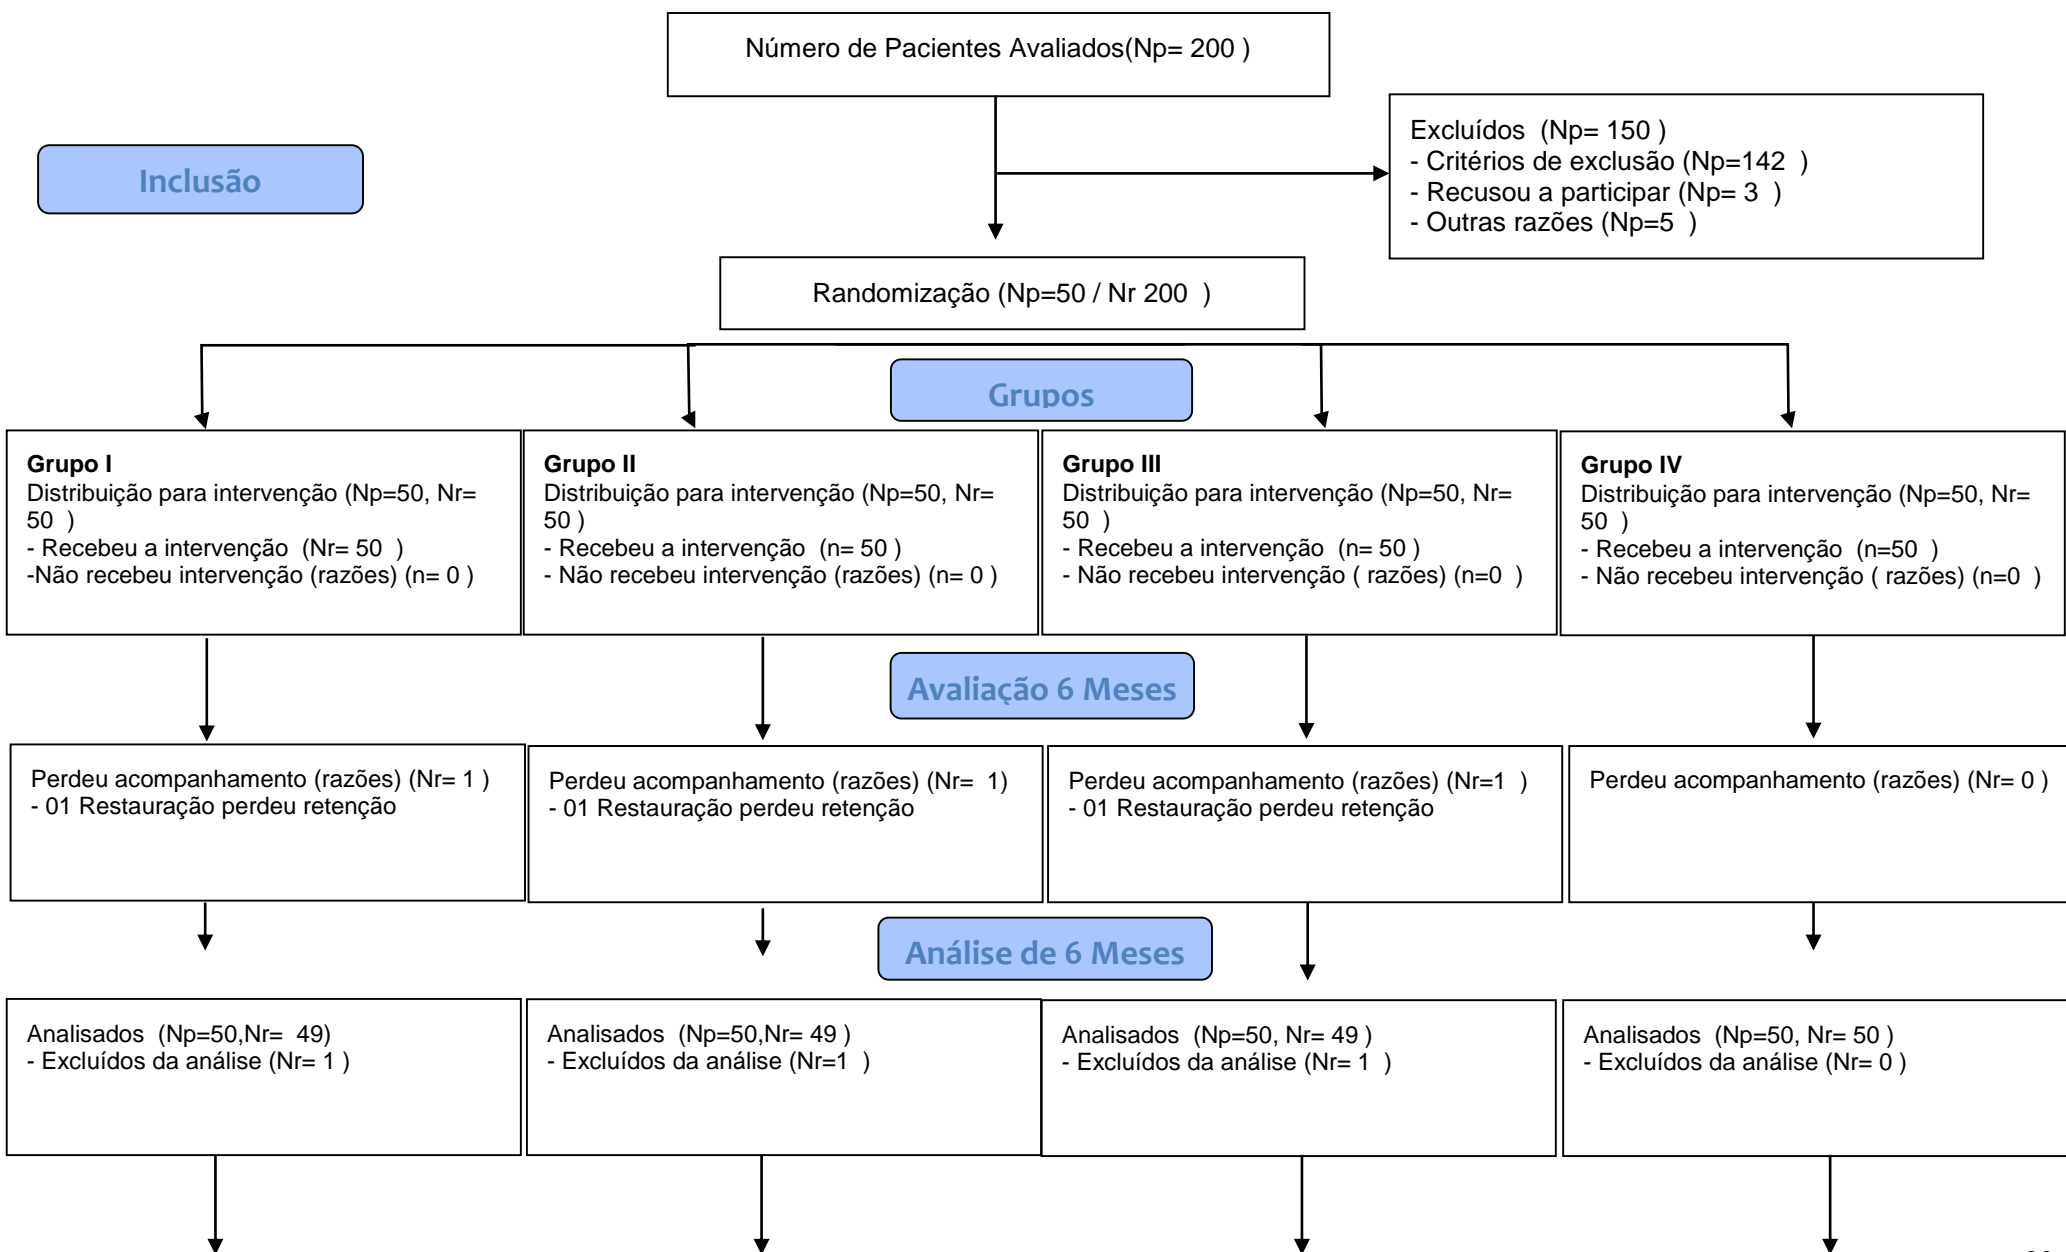 Número de Pacientes Avaliados(Np= 200 )
Excluídos (Np= 150 )
- Critérios de exclusão (Np=142 )
- Recusou a participar (Np= 3 )
- Outras razões (Np=5 )
Inclusão
Randomização (Np=50 / Nr 200 )
Grupos
Grupo I
Distribuição para intervenção (Np=50, Nr=
50 )
- Recebeu a intervenção (Nr= 50 )
-Não recebeu intervenção (razões) (n= 0 )
Grupo II
Distribuição para intervenção (Np=50, Nr=
50 )
- Recebeu a intervenção (n= 50 )
- Não recebeu intervenção (razões) (n= 0 )
Grupo III
Distribuição para intervenção (Np=50, Nr=
50 )
- Recebeu a intervenção (n= 50 )
- Não recebeu intervenção ( razões) (n=0 )
Grupo IV
Distribuição para intervenção (Np=50, Nr=
50 )
- Recebeu a intervenção (n=50 )
- Não recebeu intervenção ( razões) (n=0 )
Avaliação 6 Meses
Perdeu acompanhamento (razões) (Nr= 1 )
- 01 Restauração perdeu retenção
Perdeu acompanhamento (razões) (Nr= 1)
- 01 Restauração perdeu retenção
Perdeu acompanhamento (razões) (Nr=1 )
- 01 Restauração perdeu retenção
Perdeu acompanhamento (razões) (Nr= 0 )
Análise de 6 Meses
Analisados (Np=50,Nr= 49)
- Excluídos da análise (Nr= 1 )
Analisados (Np=50,Nr= 49 )
- Excluídos da análise (Nr=1 )
Analisados (Np=50, Nr= 49 )
- Excluídos da análise (Nr= 1 )
Analisados (Np=50, Nr= 50 )
- Excluídos da análise (Nr= 0 )